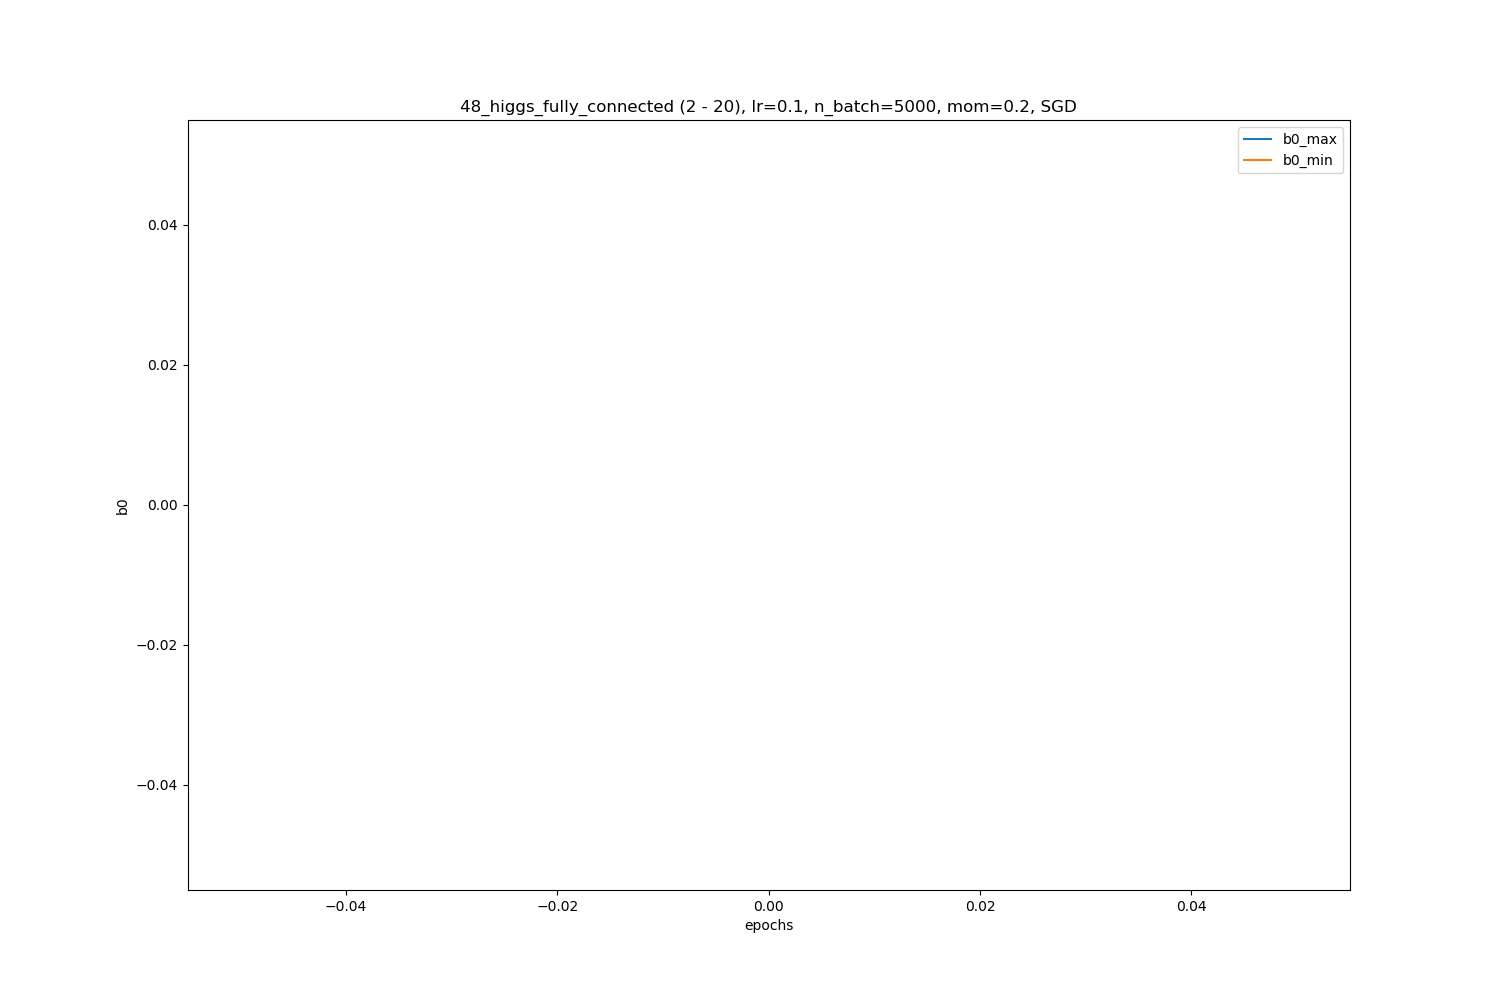 48_higgs_fully_connected (2 - 20), lr=0.1, n_batch=5000, mom=0.2, SGD
b0_max
b0_min
0.04
0.02
0.00
−0.02
−0.04
b0
−0.04 −0.02 0.00 0.02 0.04
epochs